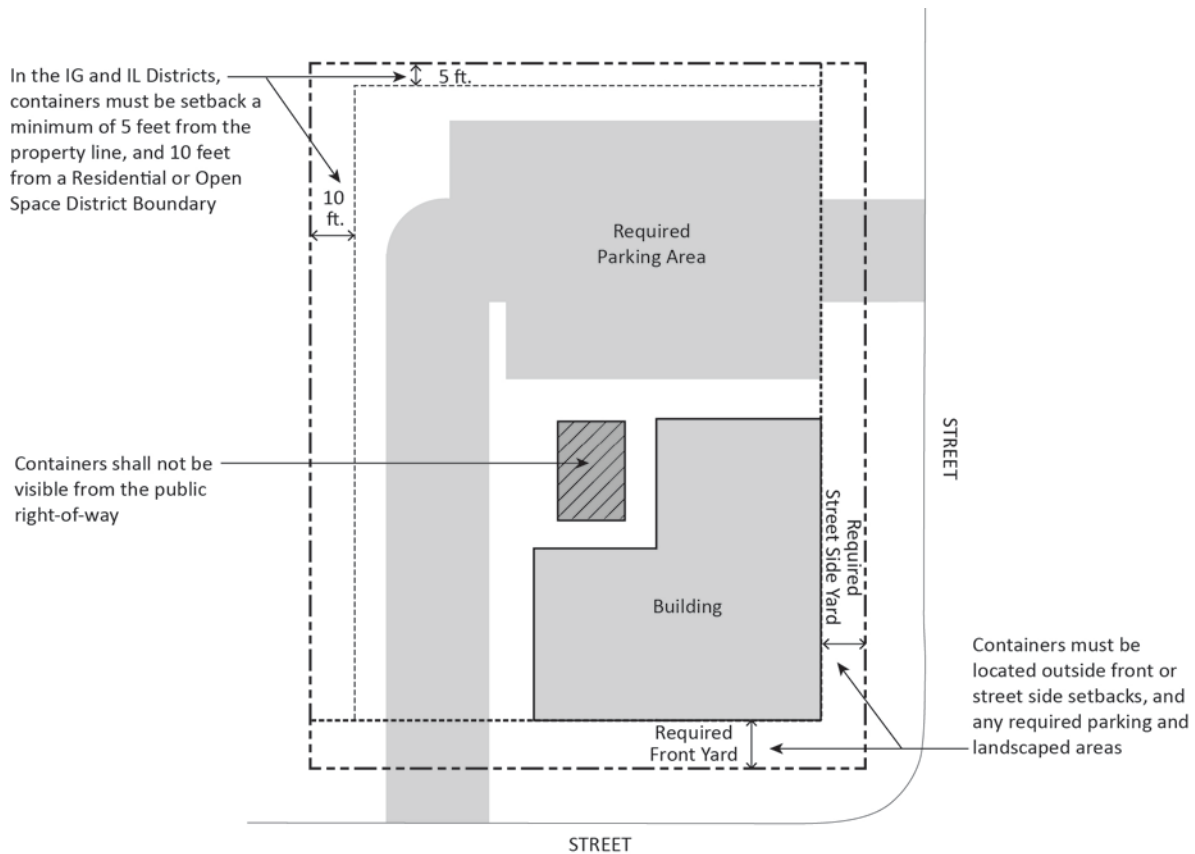 In the IG and IL Districts,
containers must be setback a
minimum of 5 feet from the
property line, and 10 feet
from a Residential or Open
Space District Boundary
5 ft.
10
ft.
Required
Parking Area
Containers shall not be
visible from the public
right-of-way
STREET
Required
Street Side Yard
Building
Containers must be
located outside front or
street side setbacks, and
any required parking and
landscaped areas
Required
Front Yard
STREET